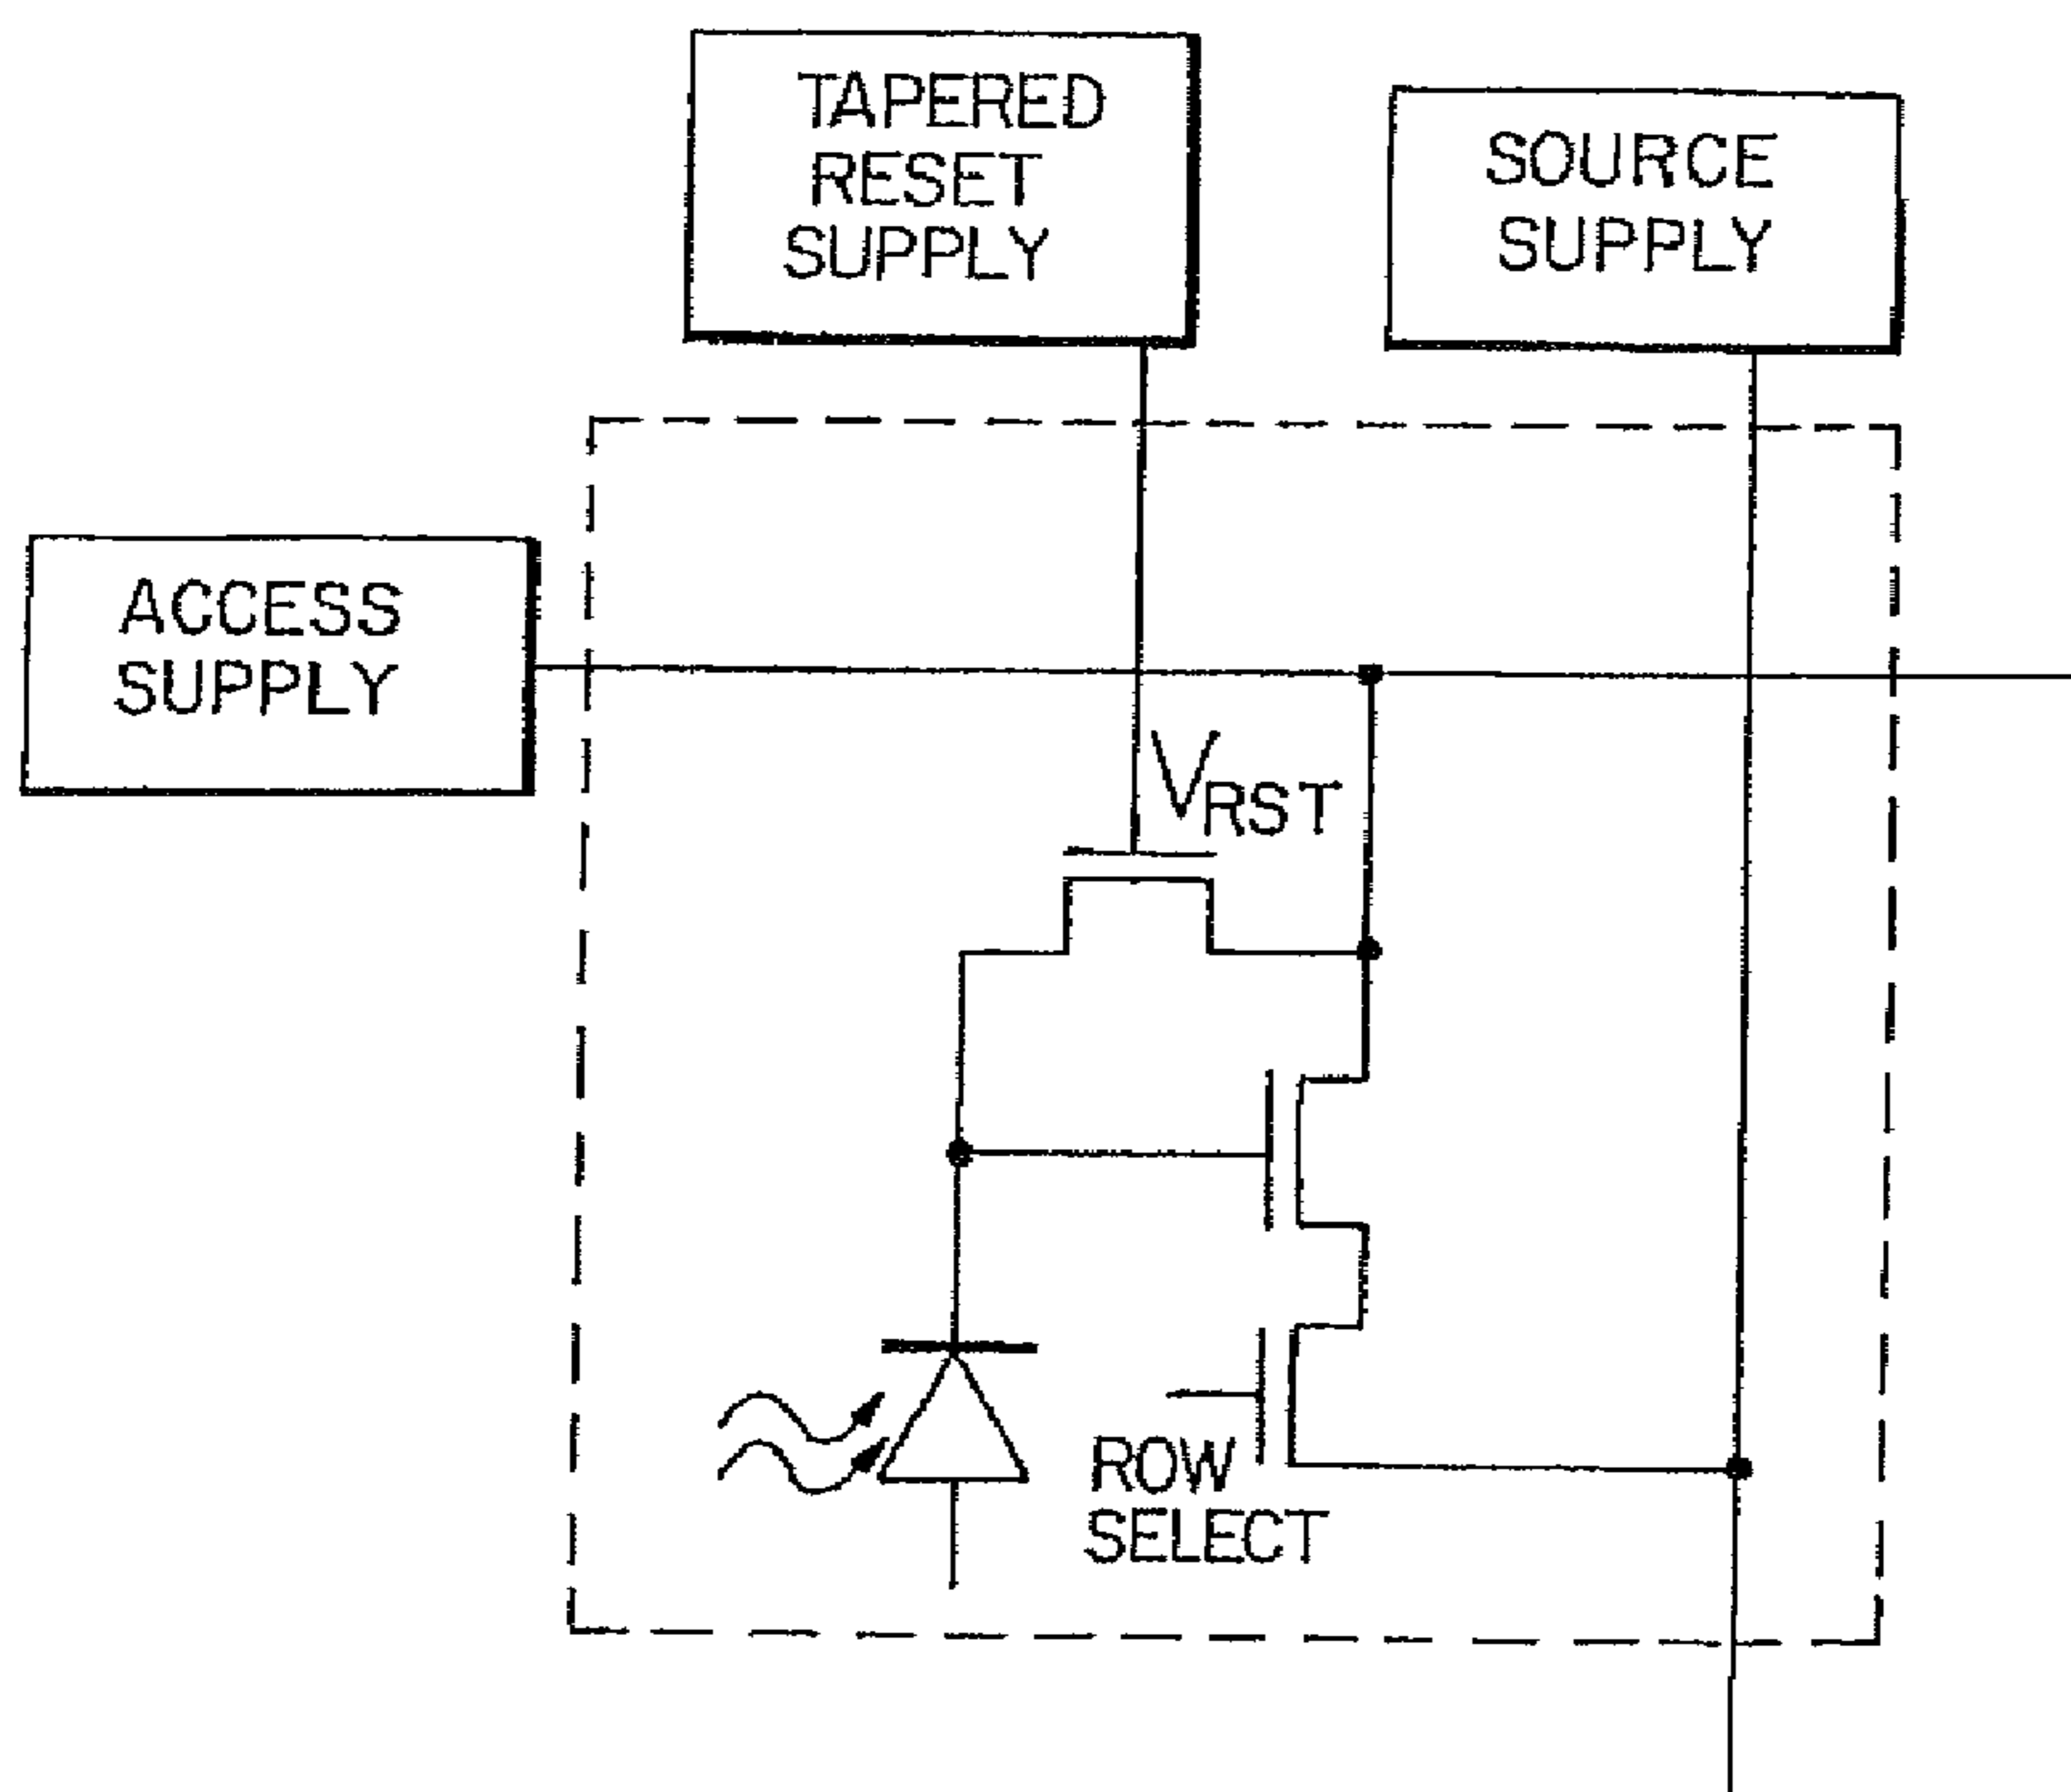 TAPERED
RESET
SUPPLY
SOURCE
SUPPLY
ACCESS
SUPPLY
VRST
ROW
SELECT